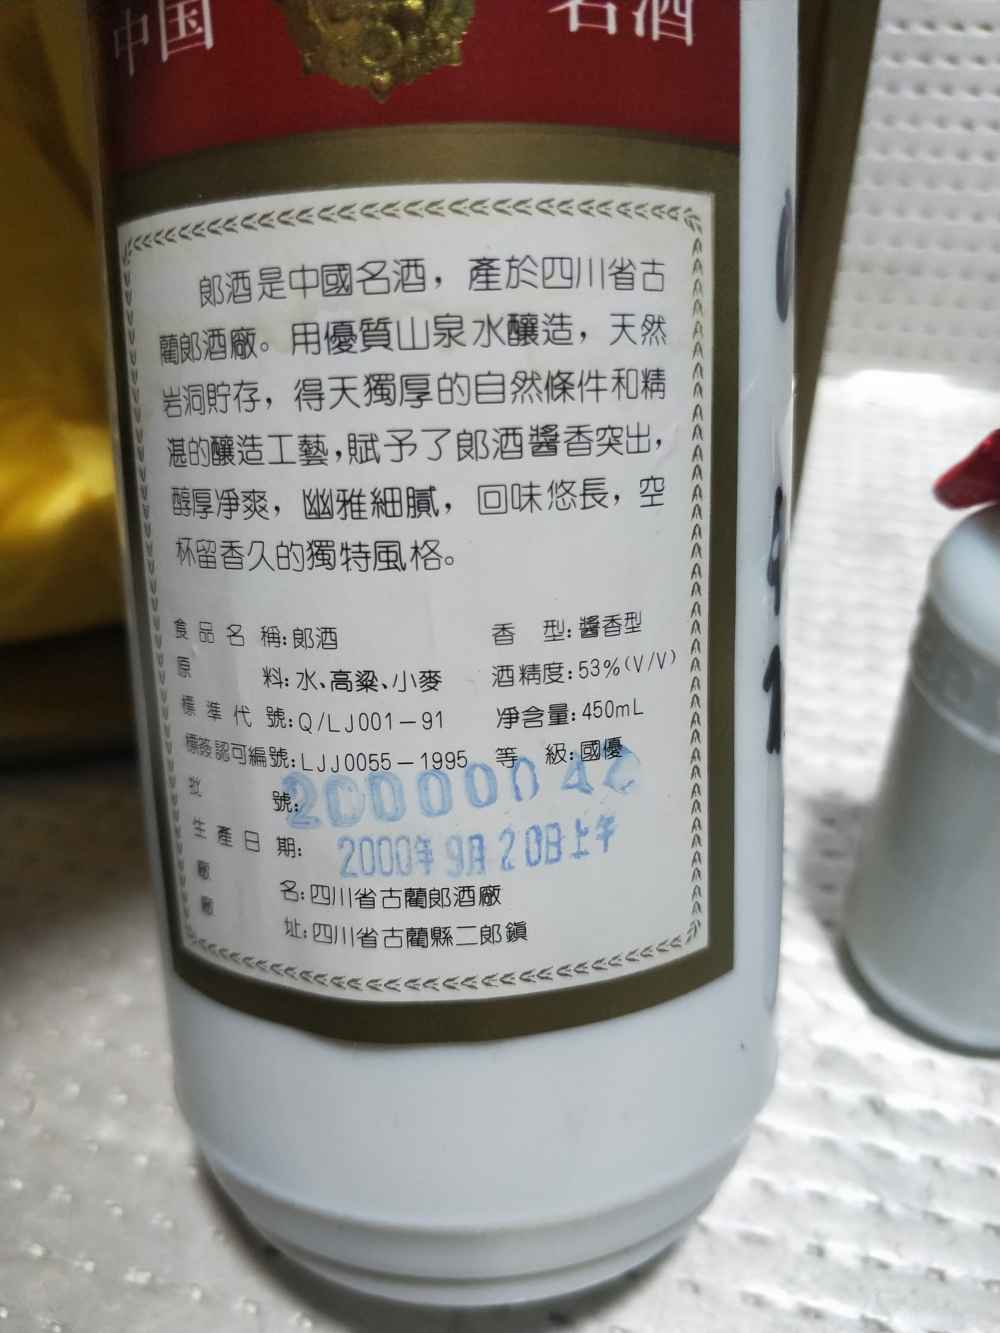 中国 名酒
郎酒是中國名酒，產於四川省古
藺郎酒廠。用優質山泉水釀造，天然
岩洞貯存，得天獨厚的自然條件和精
湛的釀造工藝，賦予了郎酒醬香突出，
醇厚凈爽，幽雅細膩，回味悠長，空
杯留香久的獨特風格。
食品名稱:郎酒 香型:醬香型
原料:水、高粱、小麥 酒精度:53%(V/V)
標準代號:Q/LJ001－91 凈含量:450mL
標簽認可編號:LJJ0055－1995 等級:國優
批號:
生產日期: 2000年9月20日上午
廠名:四川省古藺郎酒廠
廠址:四川省古藺縣二郎鎮